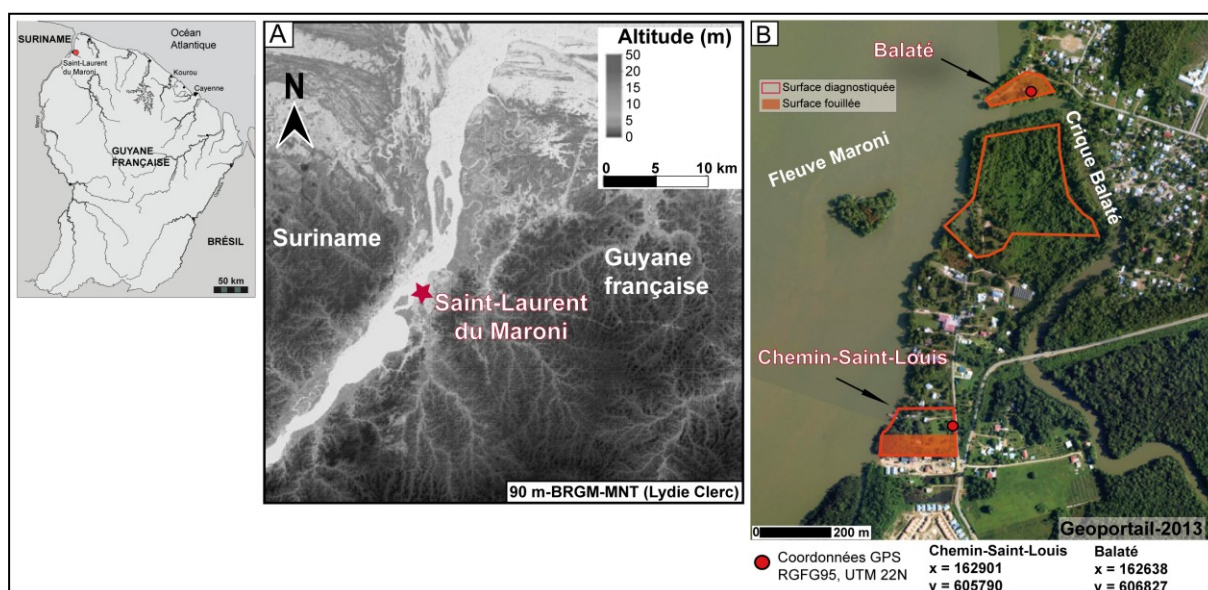 SURINAME
Océan
Atlantique
Saint-Laurent
du Maroni
Kourou
Cayenne
Maroni
GUYANE
FRANÇAISE
BRÉSIL
50 km
A
N
Altitude (m)
50
20
15
10
5
0
0 5 10 km
Suriname
Guyane
française
Saint-Laurent
du Maroni
90 m-BRGM-MNT (Lydie Clerc)
B
Balaté
Surface diagnostiquée
Surface fouillée
Fleuve Maroni
Crique Balaté
Chemin-Saint-Louis
0 200 m
Geoportail-2013
Coordonnées GPS
RGFG95, UTM 22N
Chemin-Saint-Louis
x = 162901
y = 605790
Balaté
x = 162638
y = 606827